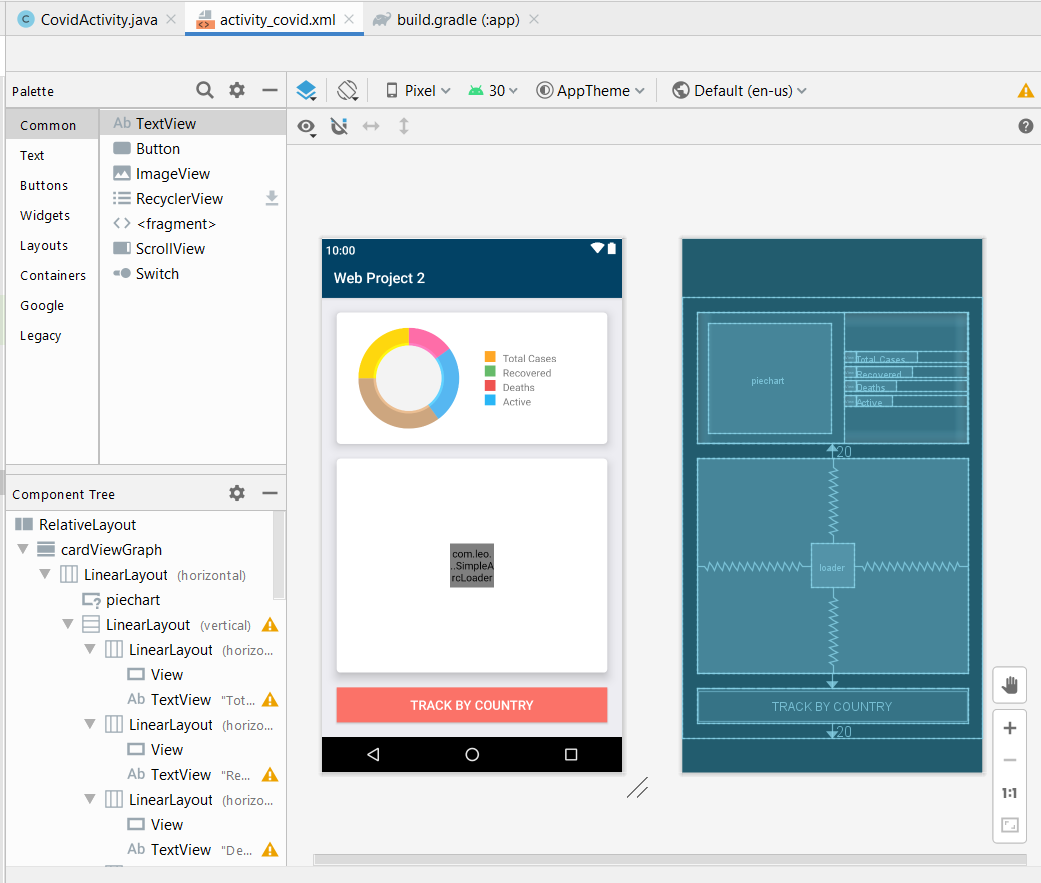 CovidActivity.java
activity_covid.xml
build.gradle (:app)
Palette
Pixel
30
AppTheme
Default (en-us)
Common
Text
Buttons
Widgets
Layouts
Containers
Google
Legacy
Ab TextView
Button
ImageView
RecyclerView
<> <fragment>
ScrollView
Switch
Component Tree
RelativeLayout
cardViewGraph
LinearLayout (horizontal)
piechart
LinearLayout (vertical)
LinearLayout (horizo...
View
Ab TextView "Tot...
LinearLayout (horizo...
View
Ab TextView "Re...
LinearLayout (horizo...
View
Ab TextView "De...
10:00
Web Project 2
Total Cases
Recovered
Deaths
Active
com.leo.
..SimpleA
rcLoader
TRACK BY COUNTRY
piechart
Total Cases
Recovered
Deaths
Active
20
loader
TRACK BY COUNTRY
20
1:1